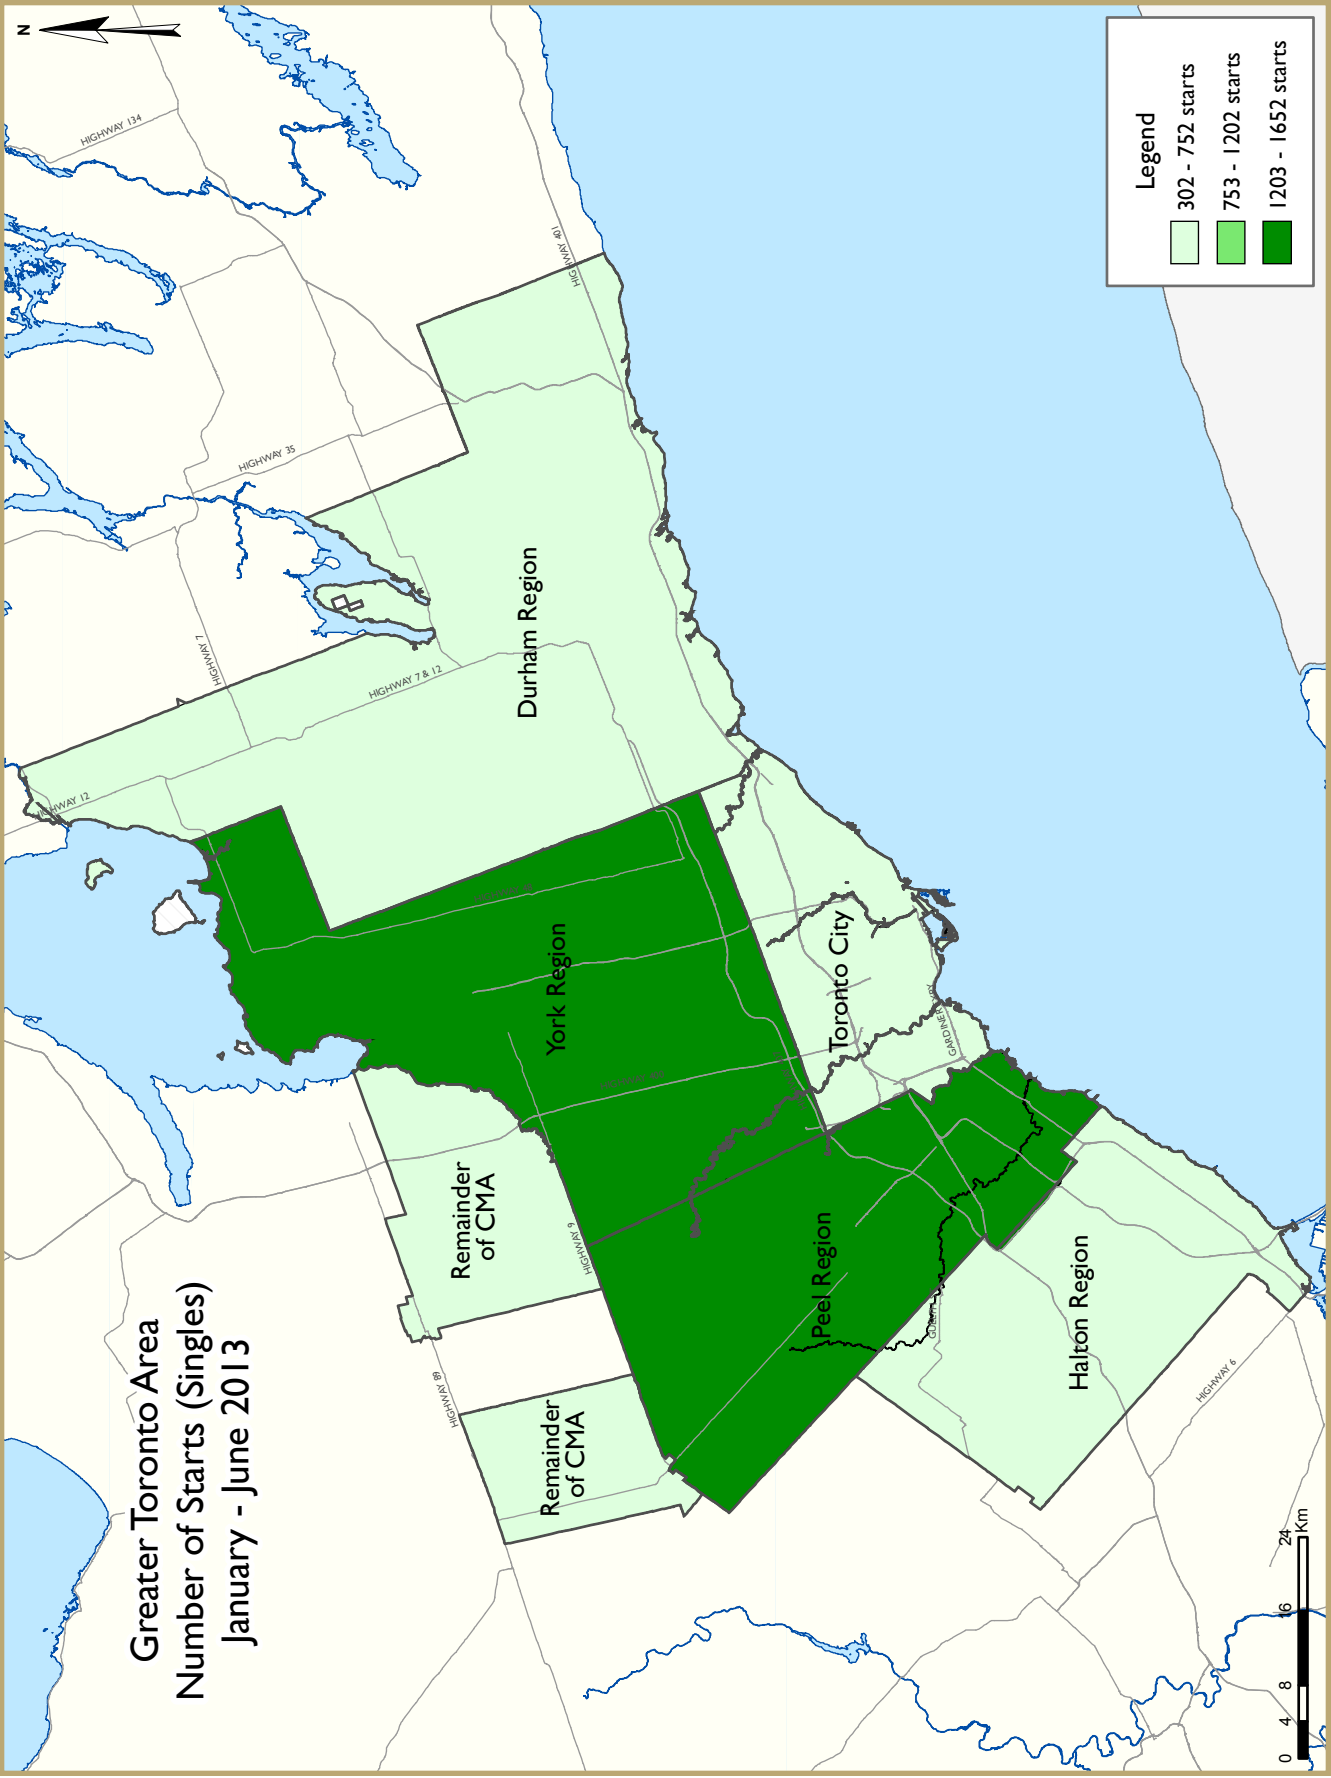 Greater Toronto Area
Number of Starts (Singles)
January - June 2013
N
HIGHWAY 134
HIGHWAY 401
HIGHWAY 35
HIGHWAY 7
HIGHWAY 7 & 12
HIGHWAY 12
Durham Region
York Region
Toronto City
GARDINER
Remainder
of CMA
HIGHWAY 9
Remainder
of CMA
HIGHWAY 89
Peel Region
Halton Region
HIGHWAY 6
Legend
302 - 752 starts
753 - 1202 starts
1203 - 1652 starts
0 4 8 16 24
Km